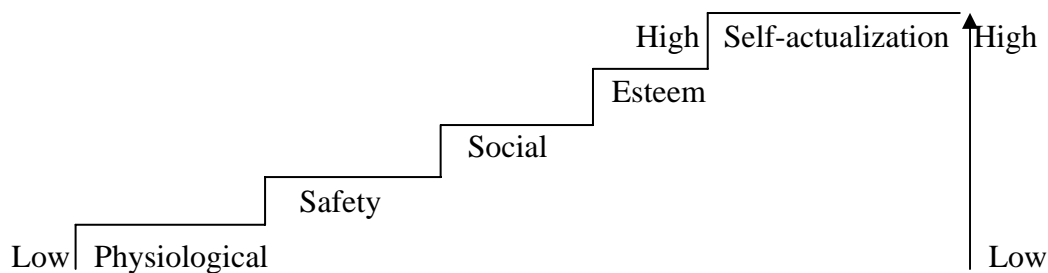 High Self-actualization High
Esteem
Social
Safety
Low Physiological Low